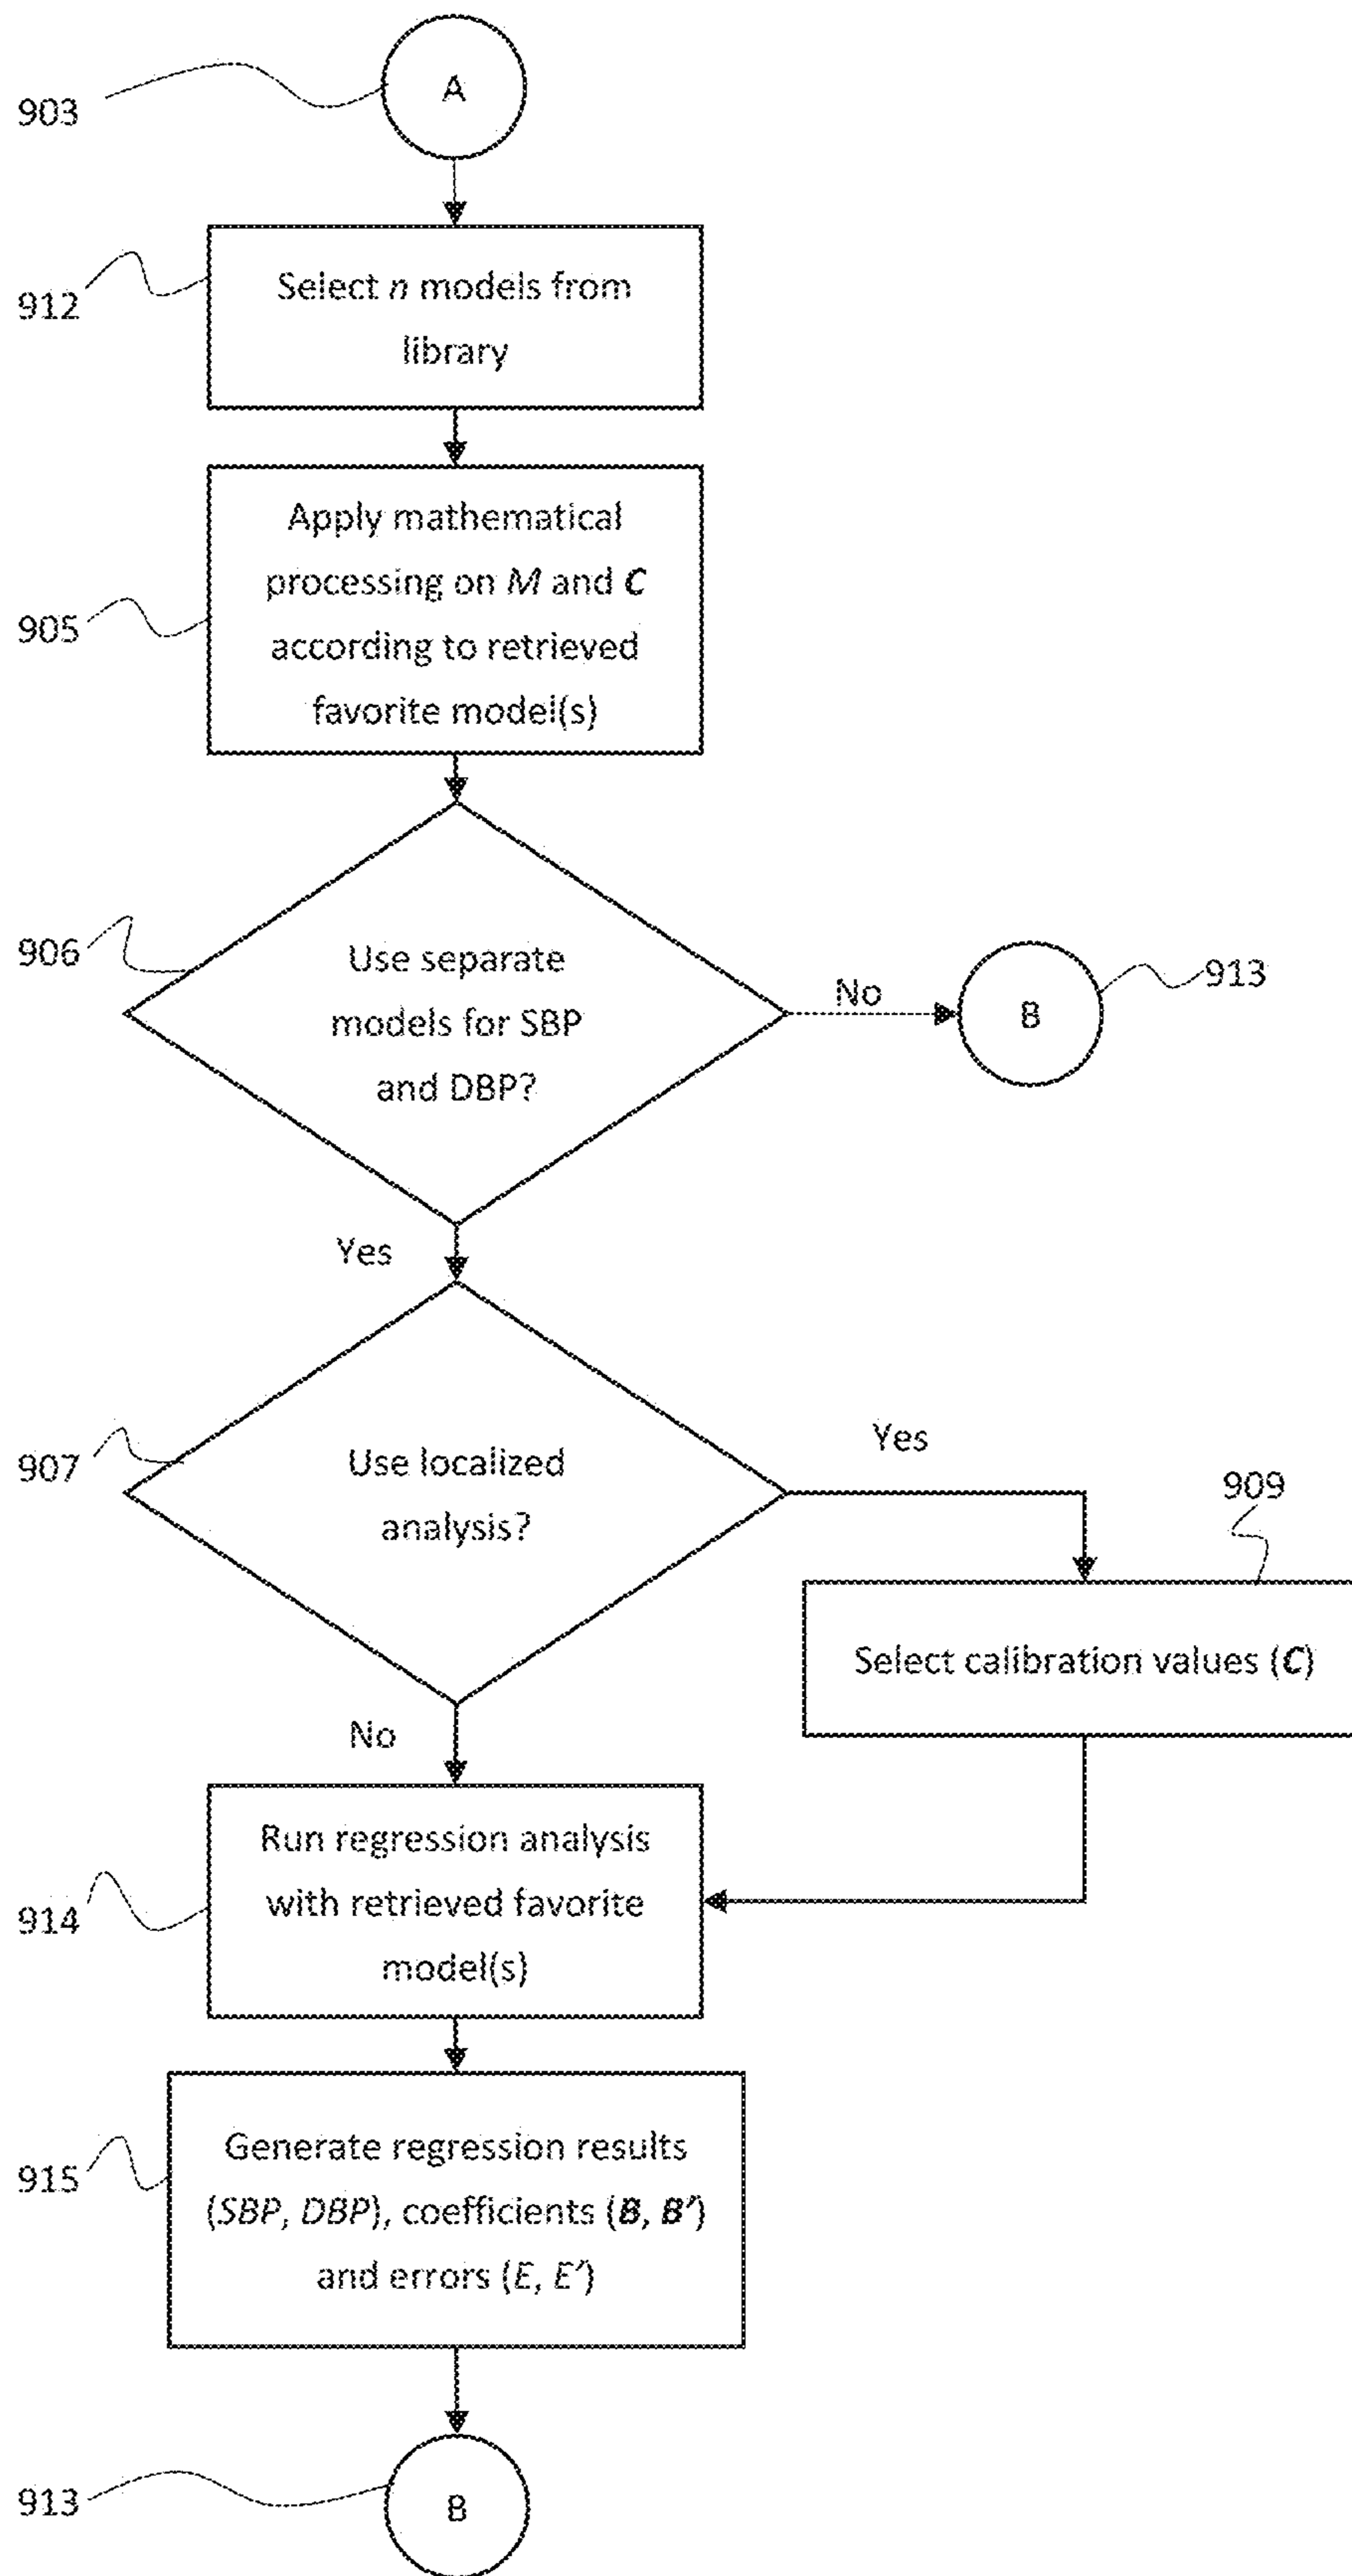 903
A
912
Select n models from
library
905
Apply mathematical
processing on M and C
according to retrieved
favorite model(s)
906
Use separate
models for SBP
and DBP?
No
B
913
Yes
907
Use localized
analysis?
Yes
909
Select calibration values (C)
No
914
Run regression analysis
with retrieved favorite
model(s)
915
Generate regression results
(SBP, DBP), coefficients (B, B')
and errors (E, E')
913
B